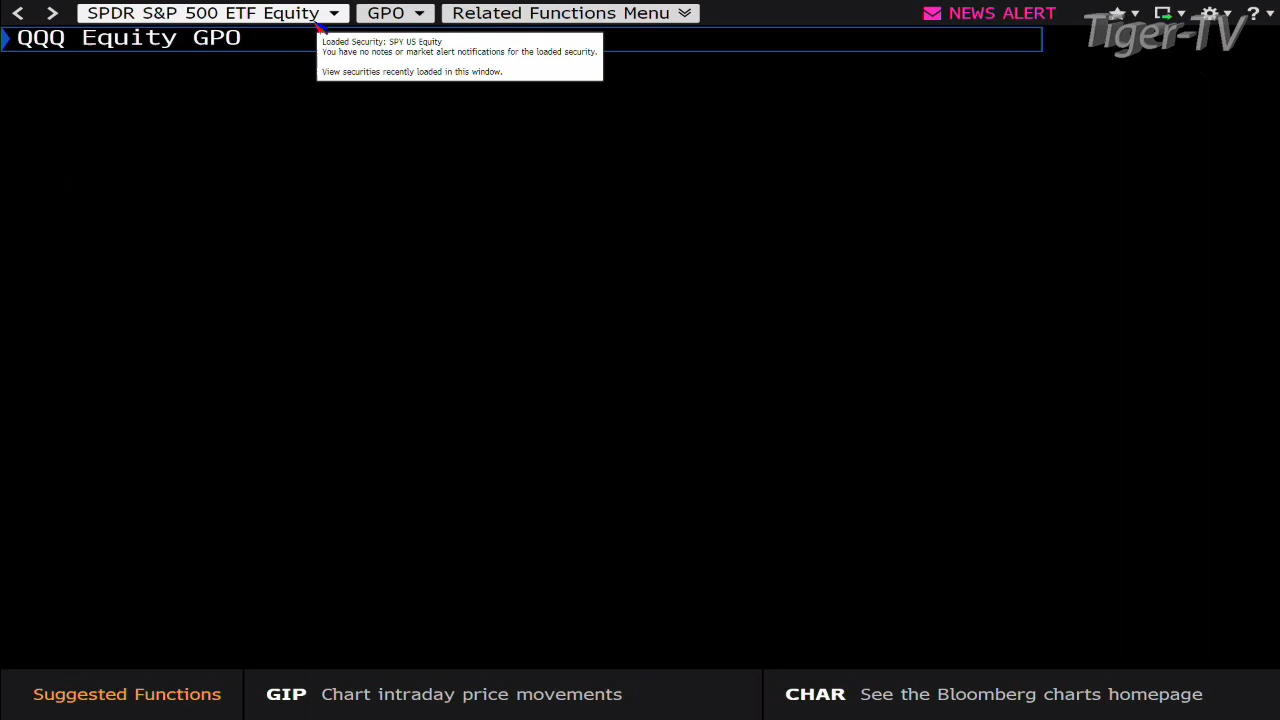 SPDR S&P 500 ETF Equity GPO Related Functions Menu NEWS ALERT ?
QQQ Equity GPO
Tiger-TV
Loaded Security: SPY US Equity
You have no notes or market alert notifications for the loaded security.
View securities recently loaded in this window.
Suggested Functions GIP Chart intraday price movements CHAR See the Bloomberg charts homepage